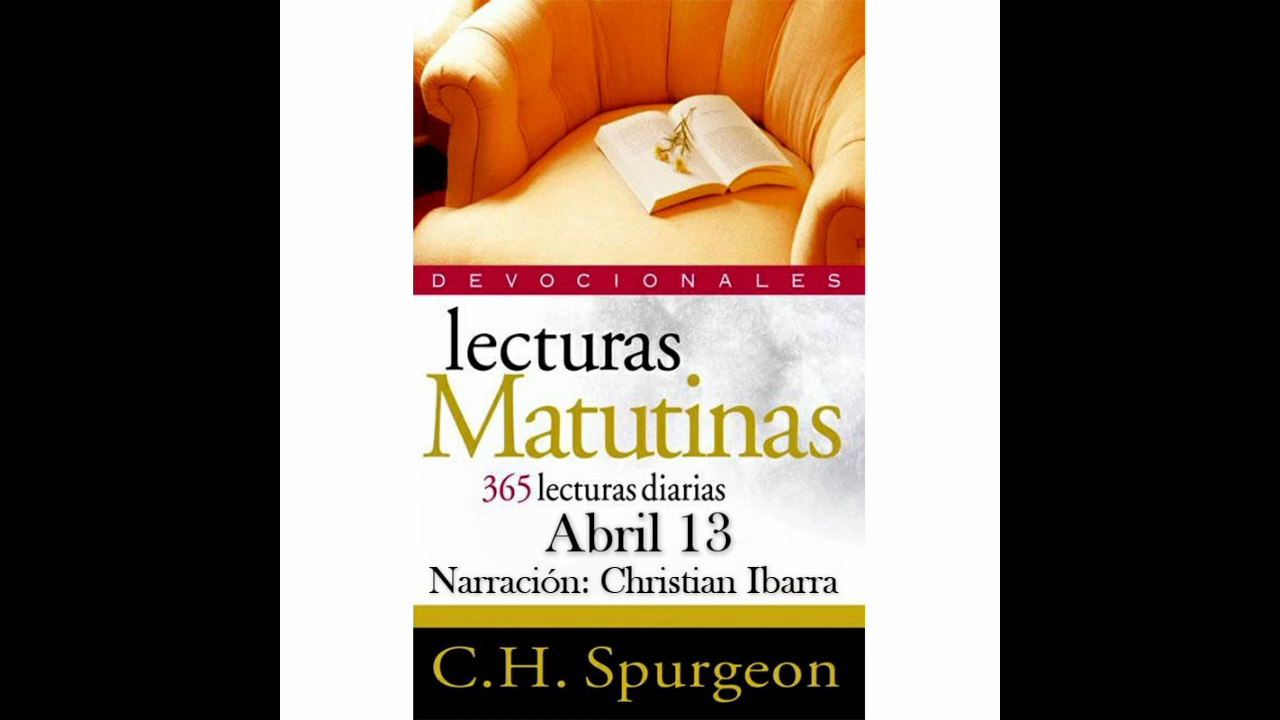 DEVOCIONALES
lecturas
Matutinas
365 lecturas diarias
Abril 13
Narración: Christian Ibarra
C.H. Spurgeon